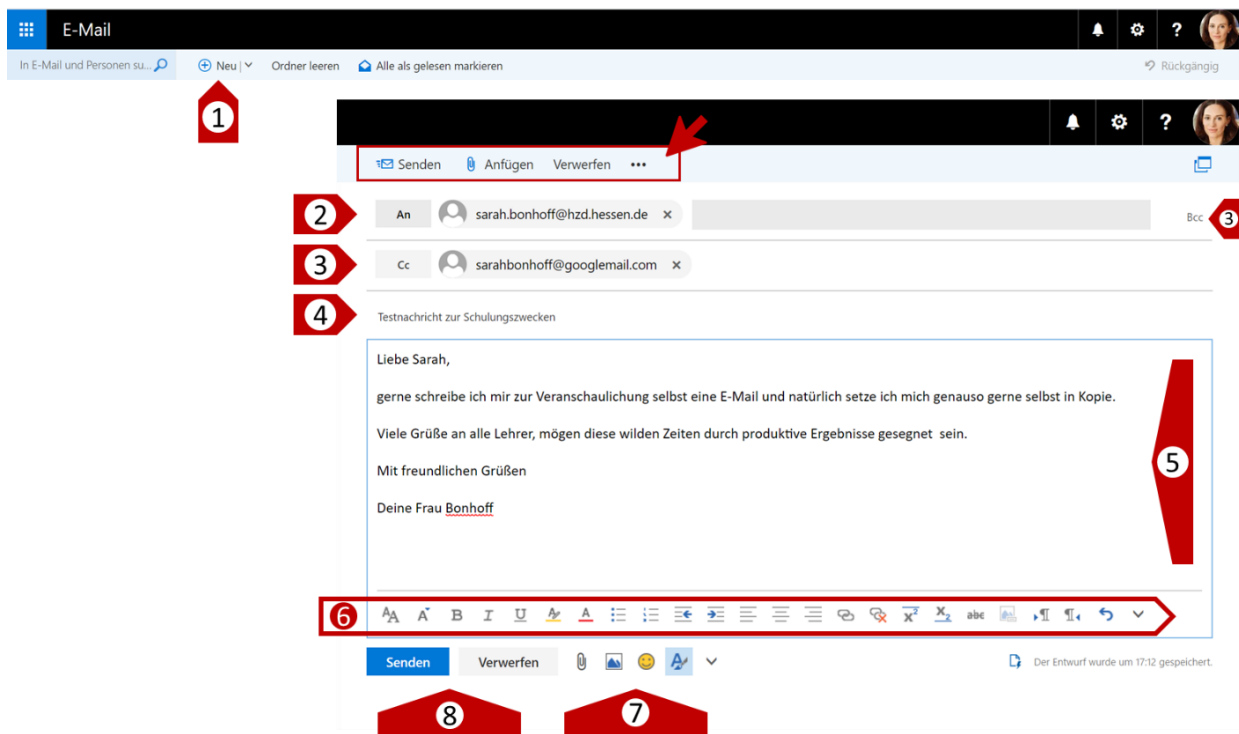 E-Mail
?
In E-Mail und Personen su... Neu Ordner leeren Alle als gelesen markieren Rückgängig
1
?
Senden Anfügen Verwerfen •••
2 An sarah.bonhoff@hzd.hessen.de x Bcc 3
3 Cc sarahbonhoff@googlemail.com x
4 Testnachricht zur Schulungszwecken
Liebe Sarah,
gerne schreibe ich mir zur Veranschaulichung selbst eine E-Mail und natürlich setze ich mich genauso gerne selbst in Kopie.
Viele Grüße an alle Lehrer, mögen diese wilden Zeiten durch produktive Ergebnisse gesegnet  sein.
5
Mit freundlichen Grüßen
Deine Frau Bonhoff
6 AA A B I U A A x² x₂ abc ¶ ¶
Senden Verwerfen A Der Entwurf wurde um 17:12 gespeichert.
8 7